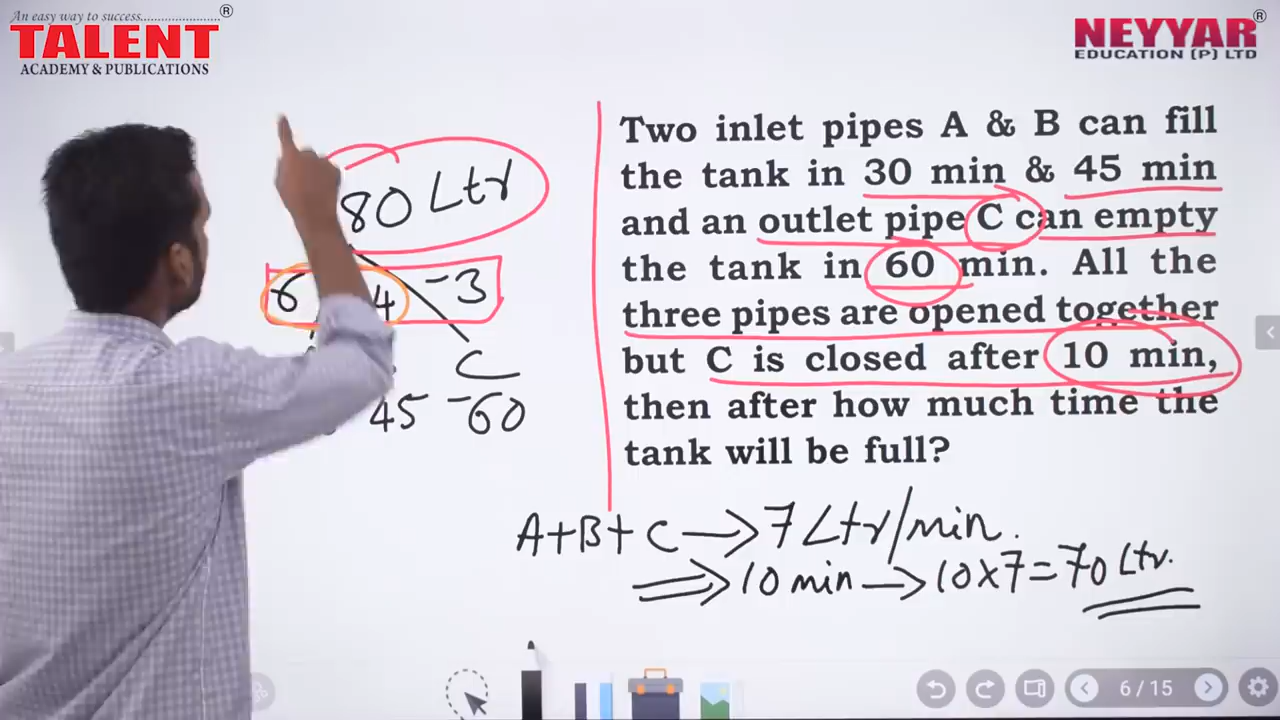 An easy way to success......................®
TALENT
ACADEMY & PUBLICATIONS
NEYYAR®
EDUCATION (P) LTD
80 Ltr
6 4 -3
C
45 -60
Two inlet pipes A & B can fill
the tank in 30 min & 45 min
and an outlet pipe C can empty
the tank in 60 min. All the
three pipes are opened together
but C is closed after 10 min,
then after how much time the
tank will be full?
A+B+C → 7 Ltr/min.
⇒ 10 min → 10x7=70 Ltr.
6 / 15